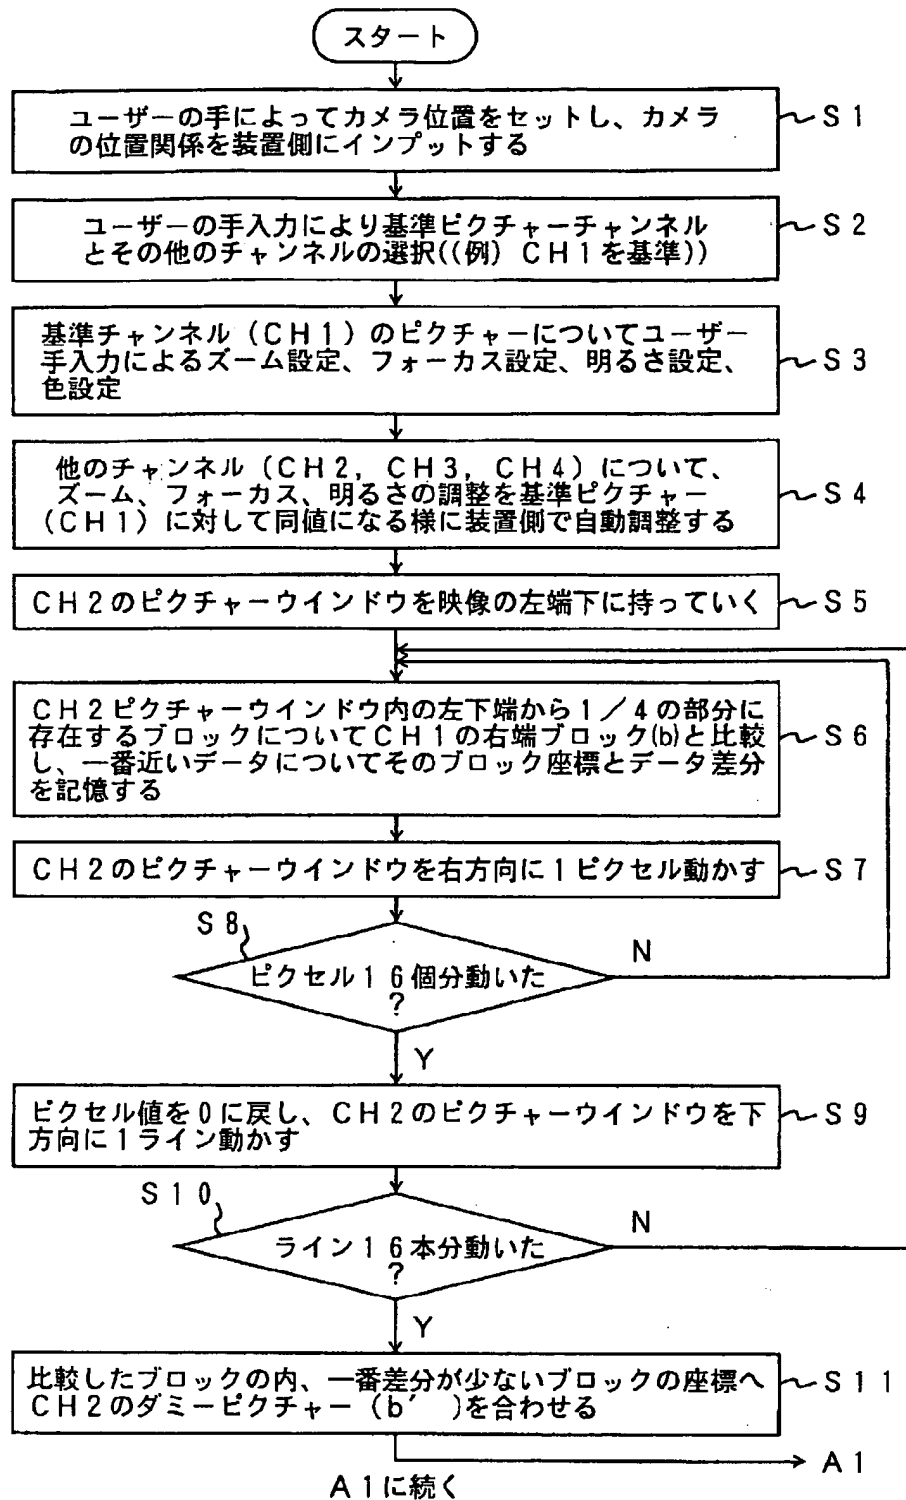 スタート
ユーザーの手によってカメラ位置をセットし、カメラ
の位置関係を装置側にインプットする
S1
ユーザーの手入力により基準ピクチャーチャンネル
とその他のチャンネルの選択((例) CH1を基準))
S2
基準チャンネル(CH1)のピクチャーについてユーザー
手入力によるズーム設定、フォーカス設定、明るさ設定、
色設定
S3
他のチャンネル(CH2, CH3, CH4)について、
ズーム、フォーカス、明るさの調整を基準ピクチャー
(CH1)に対して同値になる様に装置側で自動調整する
S4
CH2のピクチャーウインドウを映像の左端下に持っていく
S5
CH2ピクチャーウインドウ内の左下端から1/4の部分に
存在するブロックについてCH1の右端ブロック(b)と比較
し、一番近いデータについてそのブロック座標とデータ差分
を記憶する
S6
CH2のピクチャーウインドウを右方向に1ピクセル動かす
S7
S8
ピクセル16個分動いた
?
N
Y
ピクセル値を0に戻し、CH2のピクチャーウインドウを下
方向に1ライン動かす
S9
S10
ライン16本分動いた
?
N
Y
比較したブロックの内、一番差分が少ないブロックの座標へ
CH2のダミーピクチャー(b′ )を合わせる
S11
A1
A1に続く